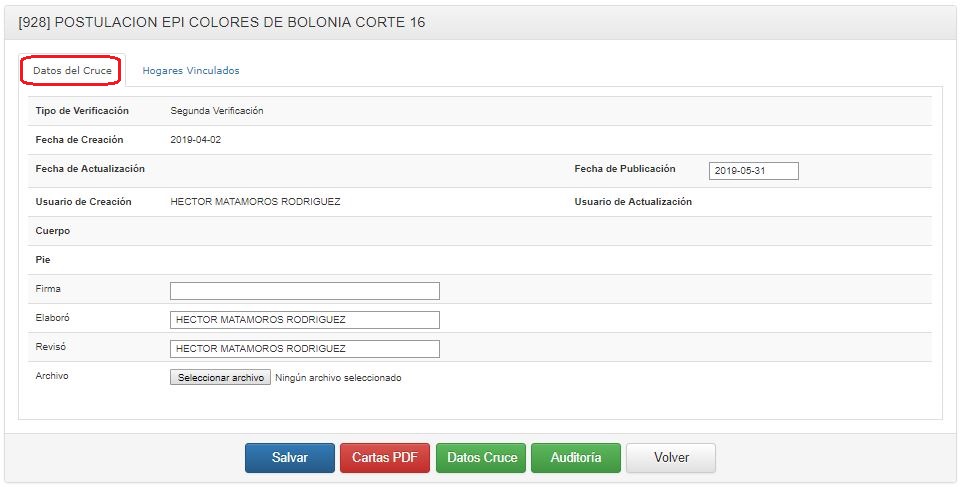 [928] POSTULACION EPI COLORES DE BOLONIA CORTE 16
Datos del Cruce Hogares Vinculados
Tipo de Verificación Segunda Verificación
Fecha de Creación 2019-04-02
Fecha de Actualización Fecha de Publicación 2019-05-31
Usuario de Creación HECTOR MATAMOROS RODRIGUEZ Usuario de Actualización
Cuerpo
Pie
Firma
Elaboró HECTOR MATAMOROS RODRIGUEZ
Revisó HECTOR MATAMOROS RODRIGUEZ
Archivo Seleccionar archivo Ningún archivo seleccionado
Salvar Cartas PDF Datos Cruce Auditoría Volver